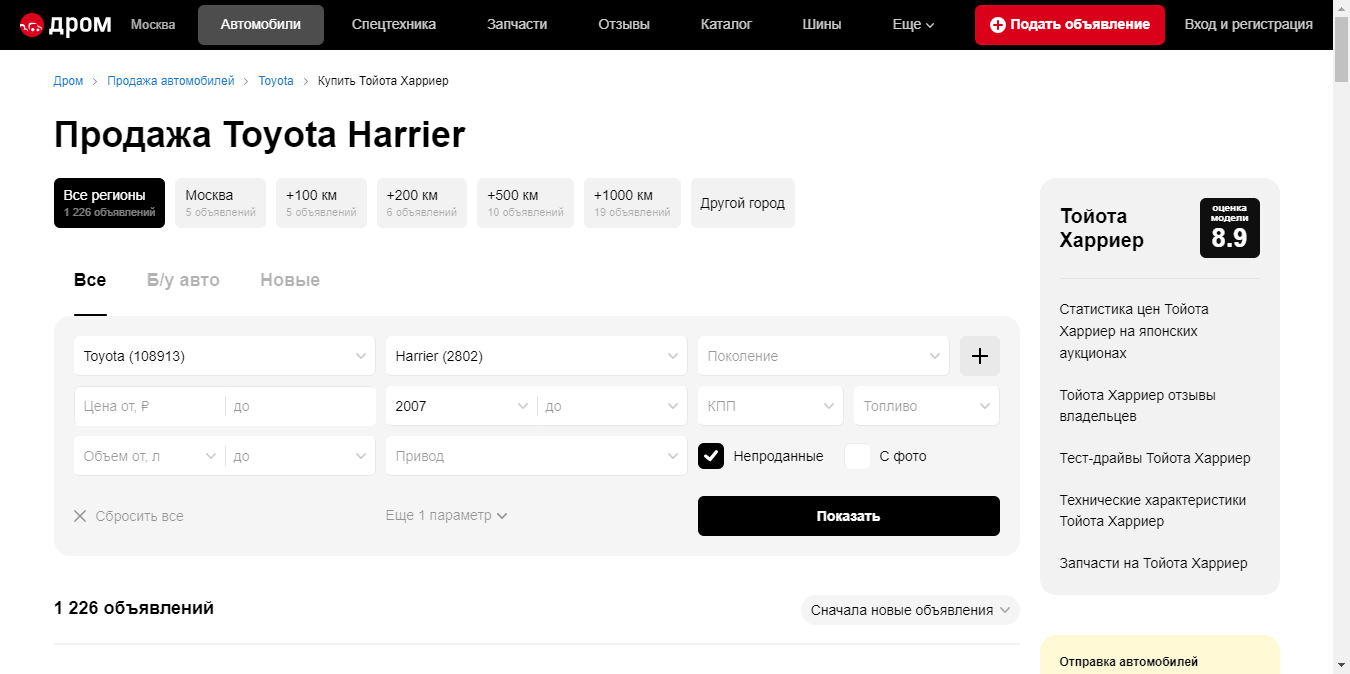 дром Москва Автомобили Спецтехника Запчасти Отзывы Каталог Шины Еще Подать объявление Вход и регистрация
Дром > Продажа автомобилей > Toyota > Купить Тойота Харриер
Продажа Toyota Harrier
Все регионы
1 226 объявлений
Москва
5 объявлений
+100 км
5 объявлений
+200 км
6 объявлений
+500 км
10 объявлений
+1000 км
19 объявлений
Другой город
Все Б/у авто Новые
Toyota (108913) Harrier (2802) Поколение
Цена от, ₽ до 2007 до КПП Топливо
Объем от, л до Привод Непроданные С фото
Сбросить все Еще 1 параметр Показать
1 226 объявлений Сначала новые объявления
Тойота
Харриер
оценка
модели
8.9
Статистика цен Тойота
Харриер на японских
аукционах
Тойота Харриер отзывы
владельцев
Тест-драйвы Тойота Харриер
Технические характеристики
Тойота Харриер
Запчасти на Тойота Харриер
Отправка автомобилей